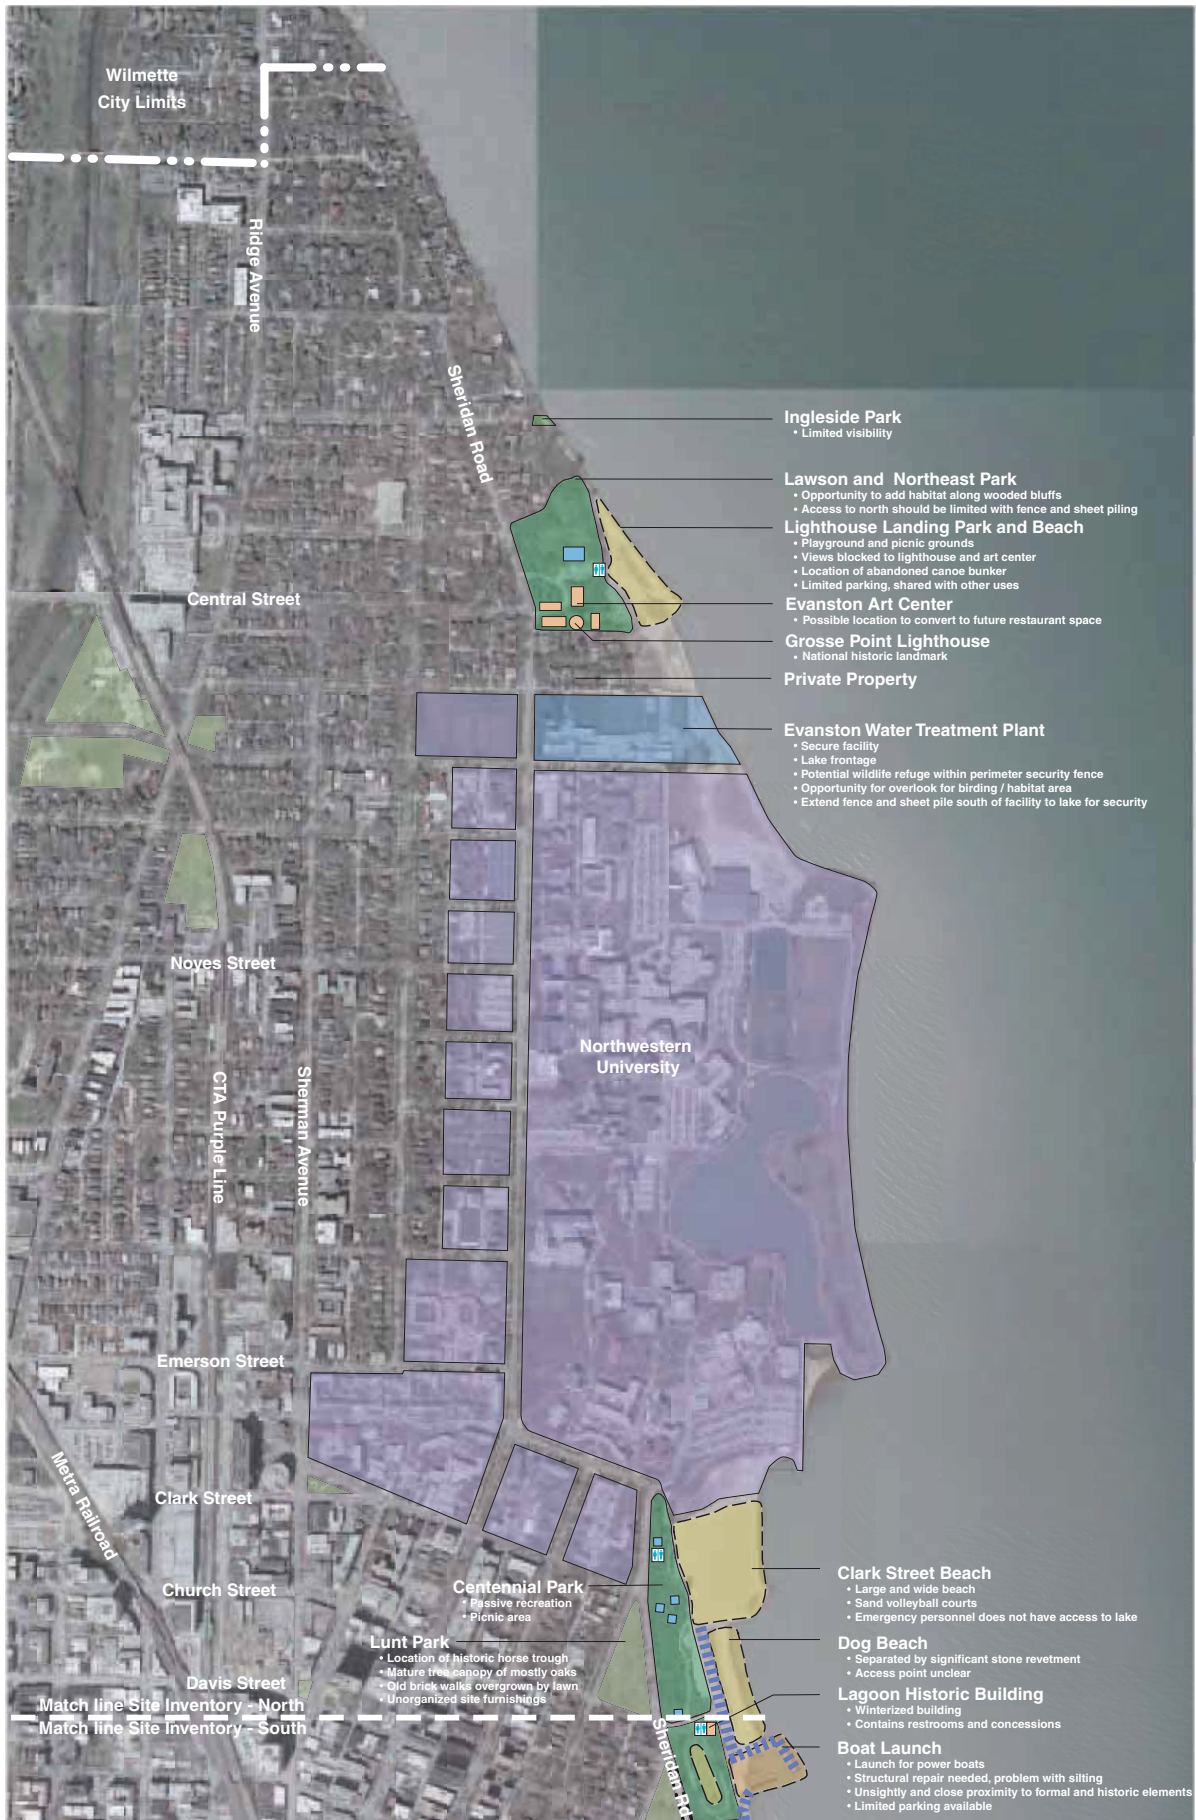 Wilmette
City Limits
Ridge Avenue
Sheridan Road
Ingleside Park
• Limited visibility
Lawson and Northeast Park
• Opportunity to add habitat along wooded bluffs
• Access to north should be limited with fence and sheet piling
Lighthouse Landing Park and Beach
• Playground and picnic grounds
• Views blocked to lighthouse and art center
• Location of abandoned canoe bunker
• Limited parking, shared with other uses
Central Street
Evanston Art Center
• Possible location to convert to future restaurant space
Grosse Point Lighthouse
• National historic landmark
Private Property
Evanston Water Treatment Plant
• Secure facility
• Lake frontage
• Potential wildlife refuge within perimeter security fence
• Opportunity for overlook for birding / habitat area
• Extend fence and sheet pile south of facility to lake for security
Noyes Street
Northwestern
University
CTA Purple Line
Sherman Avenue
Emerson Street
Metra Railroad
Clark Street
Church Street
Centennial Park
• Passive recreation
• Picnic area
Lunt Park
• Location of historic horse trough
• Mature tree canopy of mostly oaks
• Old brick walks overgrown by lawn
• Unorganized site furnishings
Clark Street Beach
• Large and wide beach
• Sand volleyball courts
• Emergency personnel does not have access to lake
Dog Beach
• Separated by significant stone revetment
• Access point unclear
Davis Street
Match line Site Inventory - North
Match line Site Inventory - South
Lagoon Historic Building
• Winterized building
• Contains restrooms and concessions
Sheridan Rd
Boat Launch
• Launch for power boats
• Structural repair needed, problem with silting
• Unsightly and close proximity to formal and historic elements
• Limited parking available